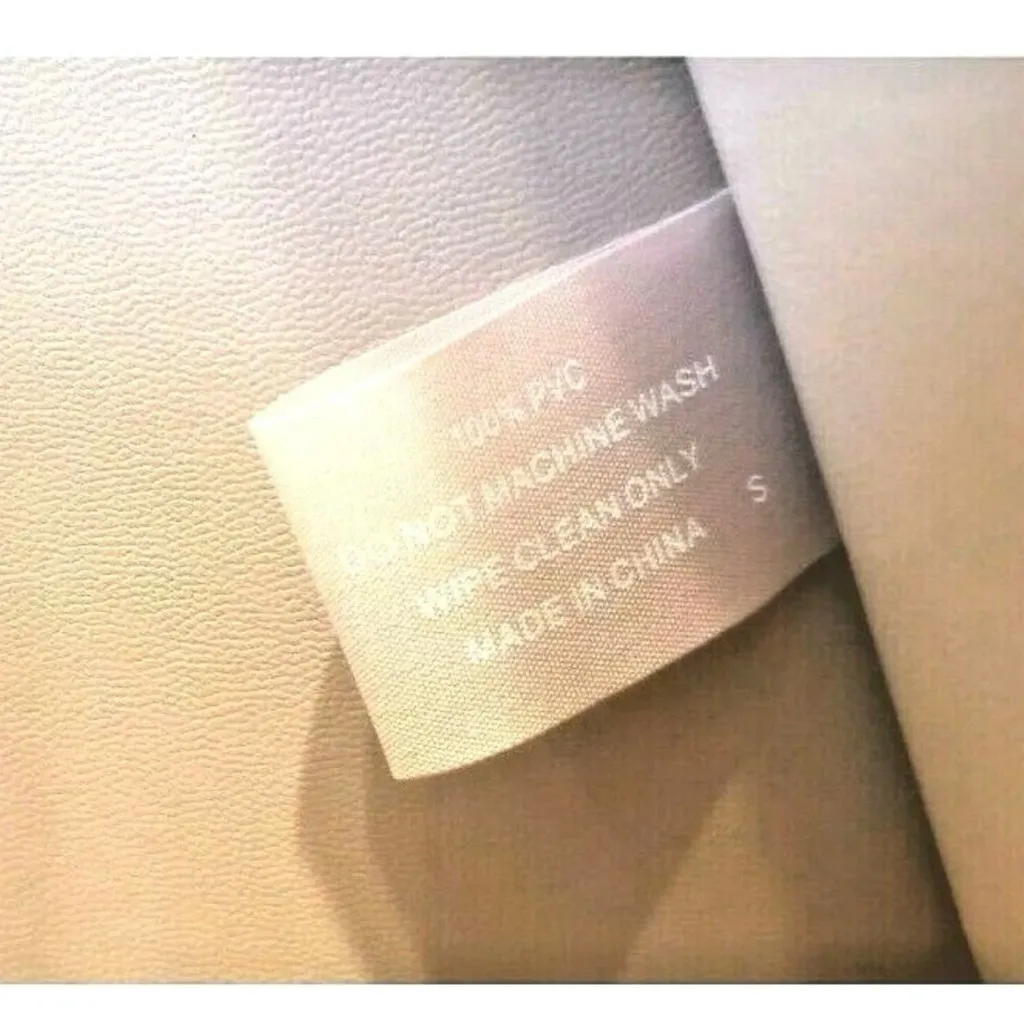 100% PVC
DO NOT MACHINE WASH
WIPE CLEAN ONLY
MADE IN CHINA
S